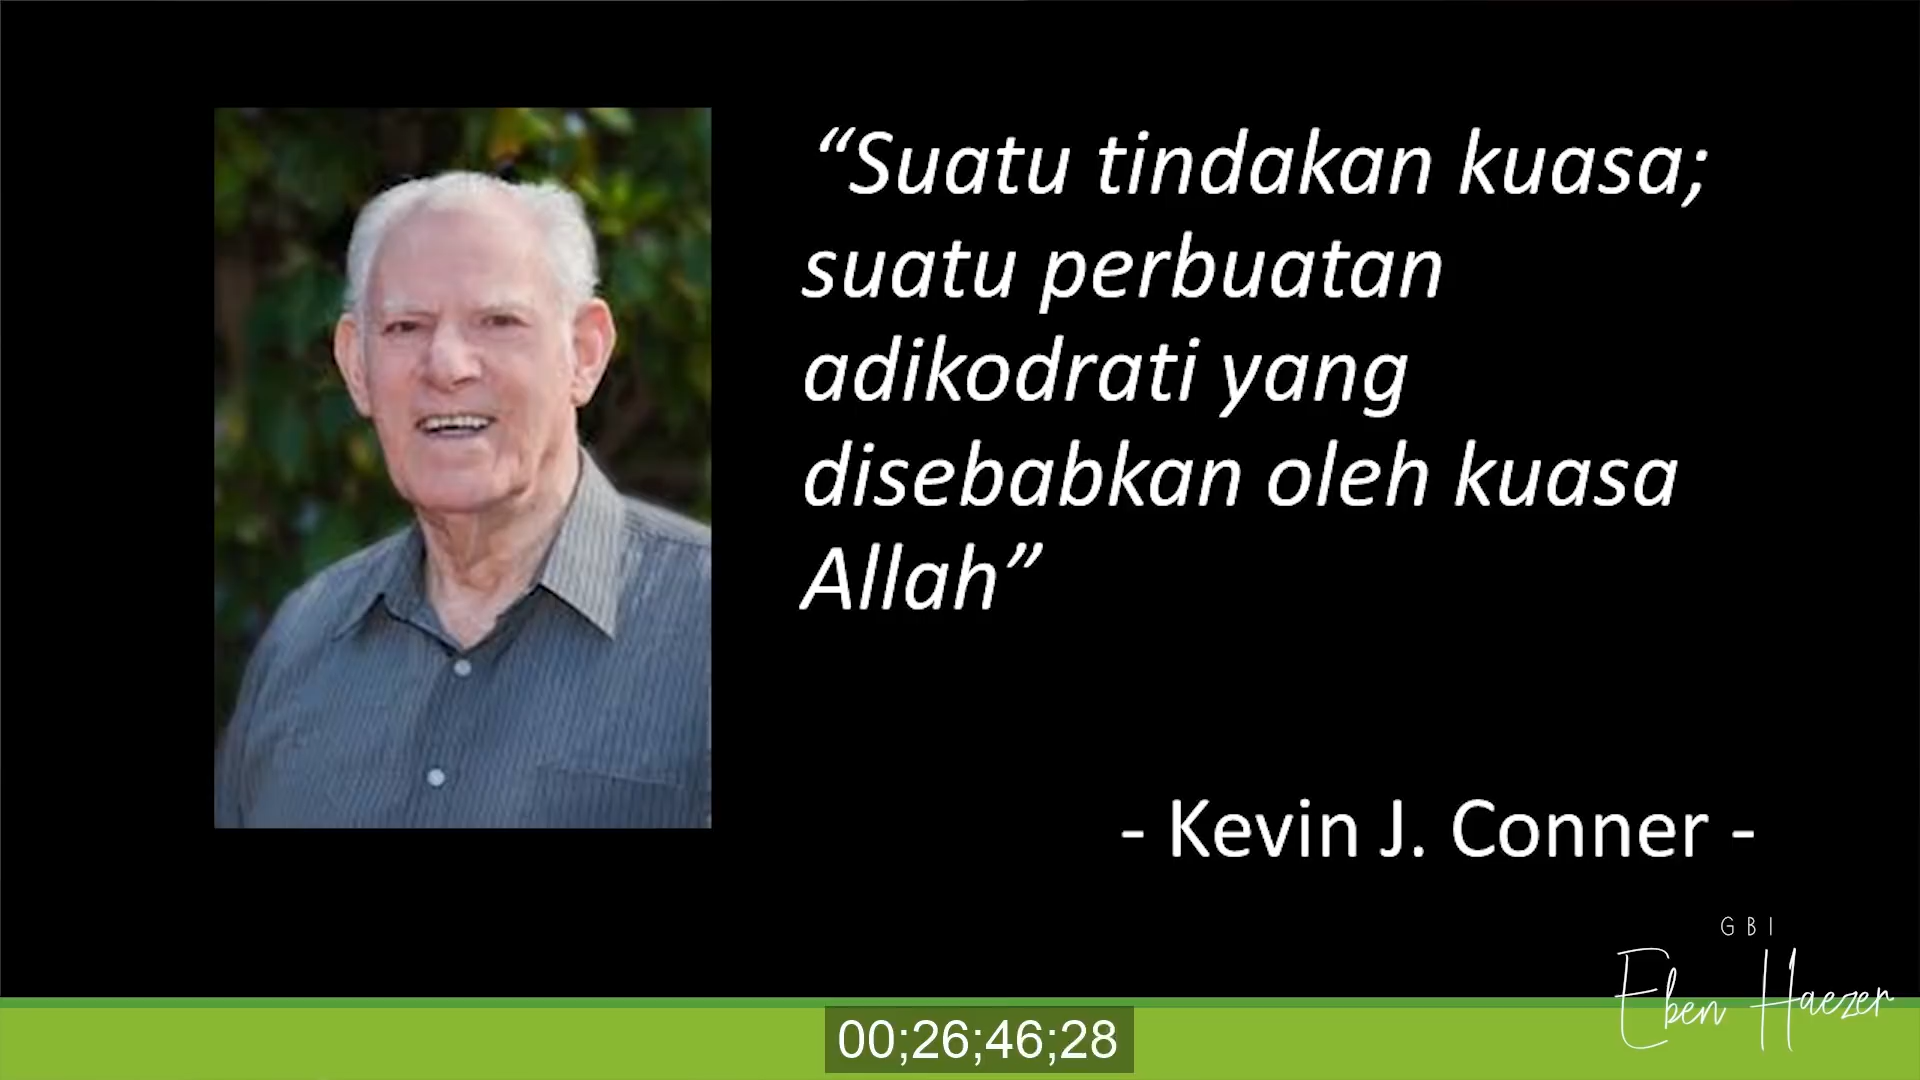 “Suatu tindakan kuasa;
suatu perbuatan
adikodrati yang
disebabkan oleh kuasa
Allah”
- Kevin J. Conner -
GBI
Eben Haezer
00;26;46;28